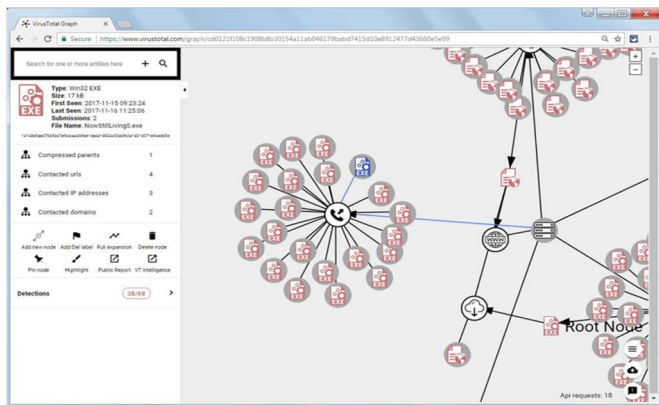 VirusTotal Graph
Secure | https://www.virustotal.com/graph/cd0121f108c1908b8b30154a11ab046179babd7415d10e8912477d43660e5e99
Search for one or more entities here
Type: Win32 EXE
Size: 17 kB
First Seen: 2017-11-15 09:23:24
Last Seen: 2017-11-16 11:25:06
Submissions: 2
File Name: NowStillLivingS.exe
EXE
Compressed parents 1
Contacted urls 4
Contacted IP addresses 3
Contacted domains 2
Add new node Add/Del label Full expansion Delete node
Pin node Highlight Public Report VT Intelligence
Detections 38/68
WWW
Root Node
Api requests: 18